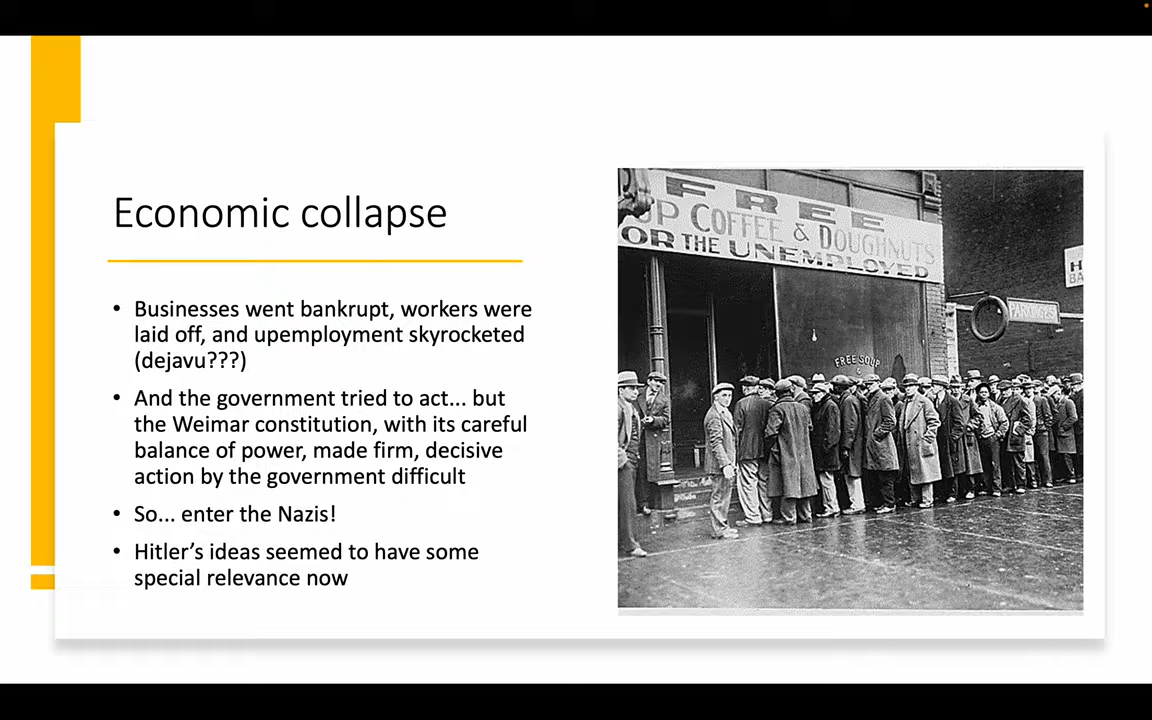 Economic collapse
• Businesses went bankrupt, workers were
laid off, and upemployment skyrocketed
(dejavu???)
• And the government tried to act... but
the Weimar constitution, with its careful
balance of power, made firm, decisive
action by the government difficult
• So... enter the Nazis!
• Hitler's ideas seemed to have some
special relevance now
FREE
UP COFFEE & DOUGHNUTS
OR THE UNEMPLOYED
FREE SOUP
H
BA
PARKING